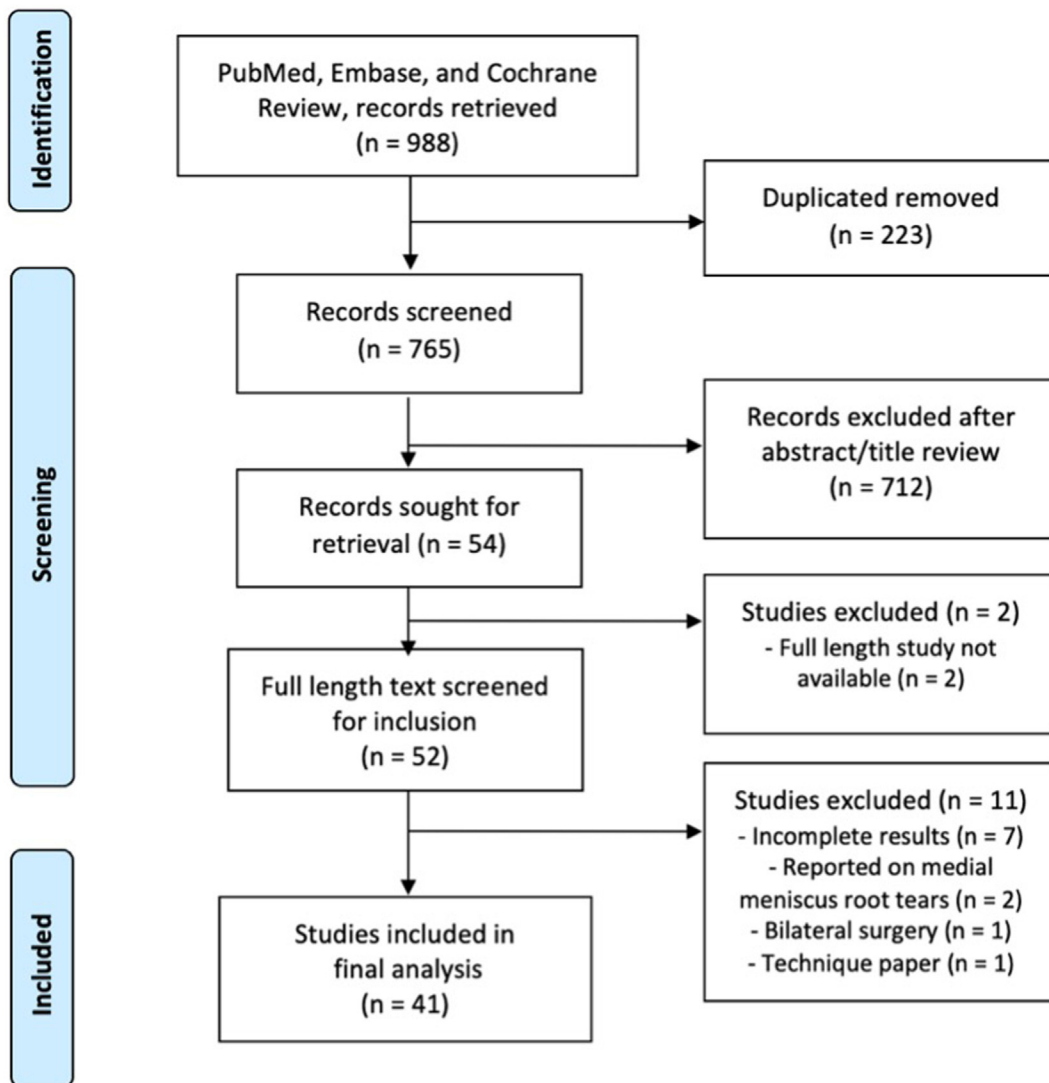 Identification
PubMed, Embase, and Cochrane
Review, records retrieved
(n = 988)
Duplicated removed
(n = 223)
Screening
Records screened
(n = 765)
Records excluded after
abstract/title review
(n = 712)
Records sought for
retrieval (n = 54)
Studies excluded (n = 2)
- Full length study not
available (n = 2)
Full length text screened
for inclusion
(n = 52)
Studies excluded (n = 11)
- Incomplete results (n = 7)
- Reported on medial
meniscus root tears (n = 2)
- Bilateral surgery (n = 1)
- Technique paper (n = 1)
Included
Studies included in
final analysis
(n = 41)